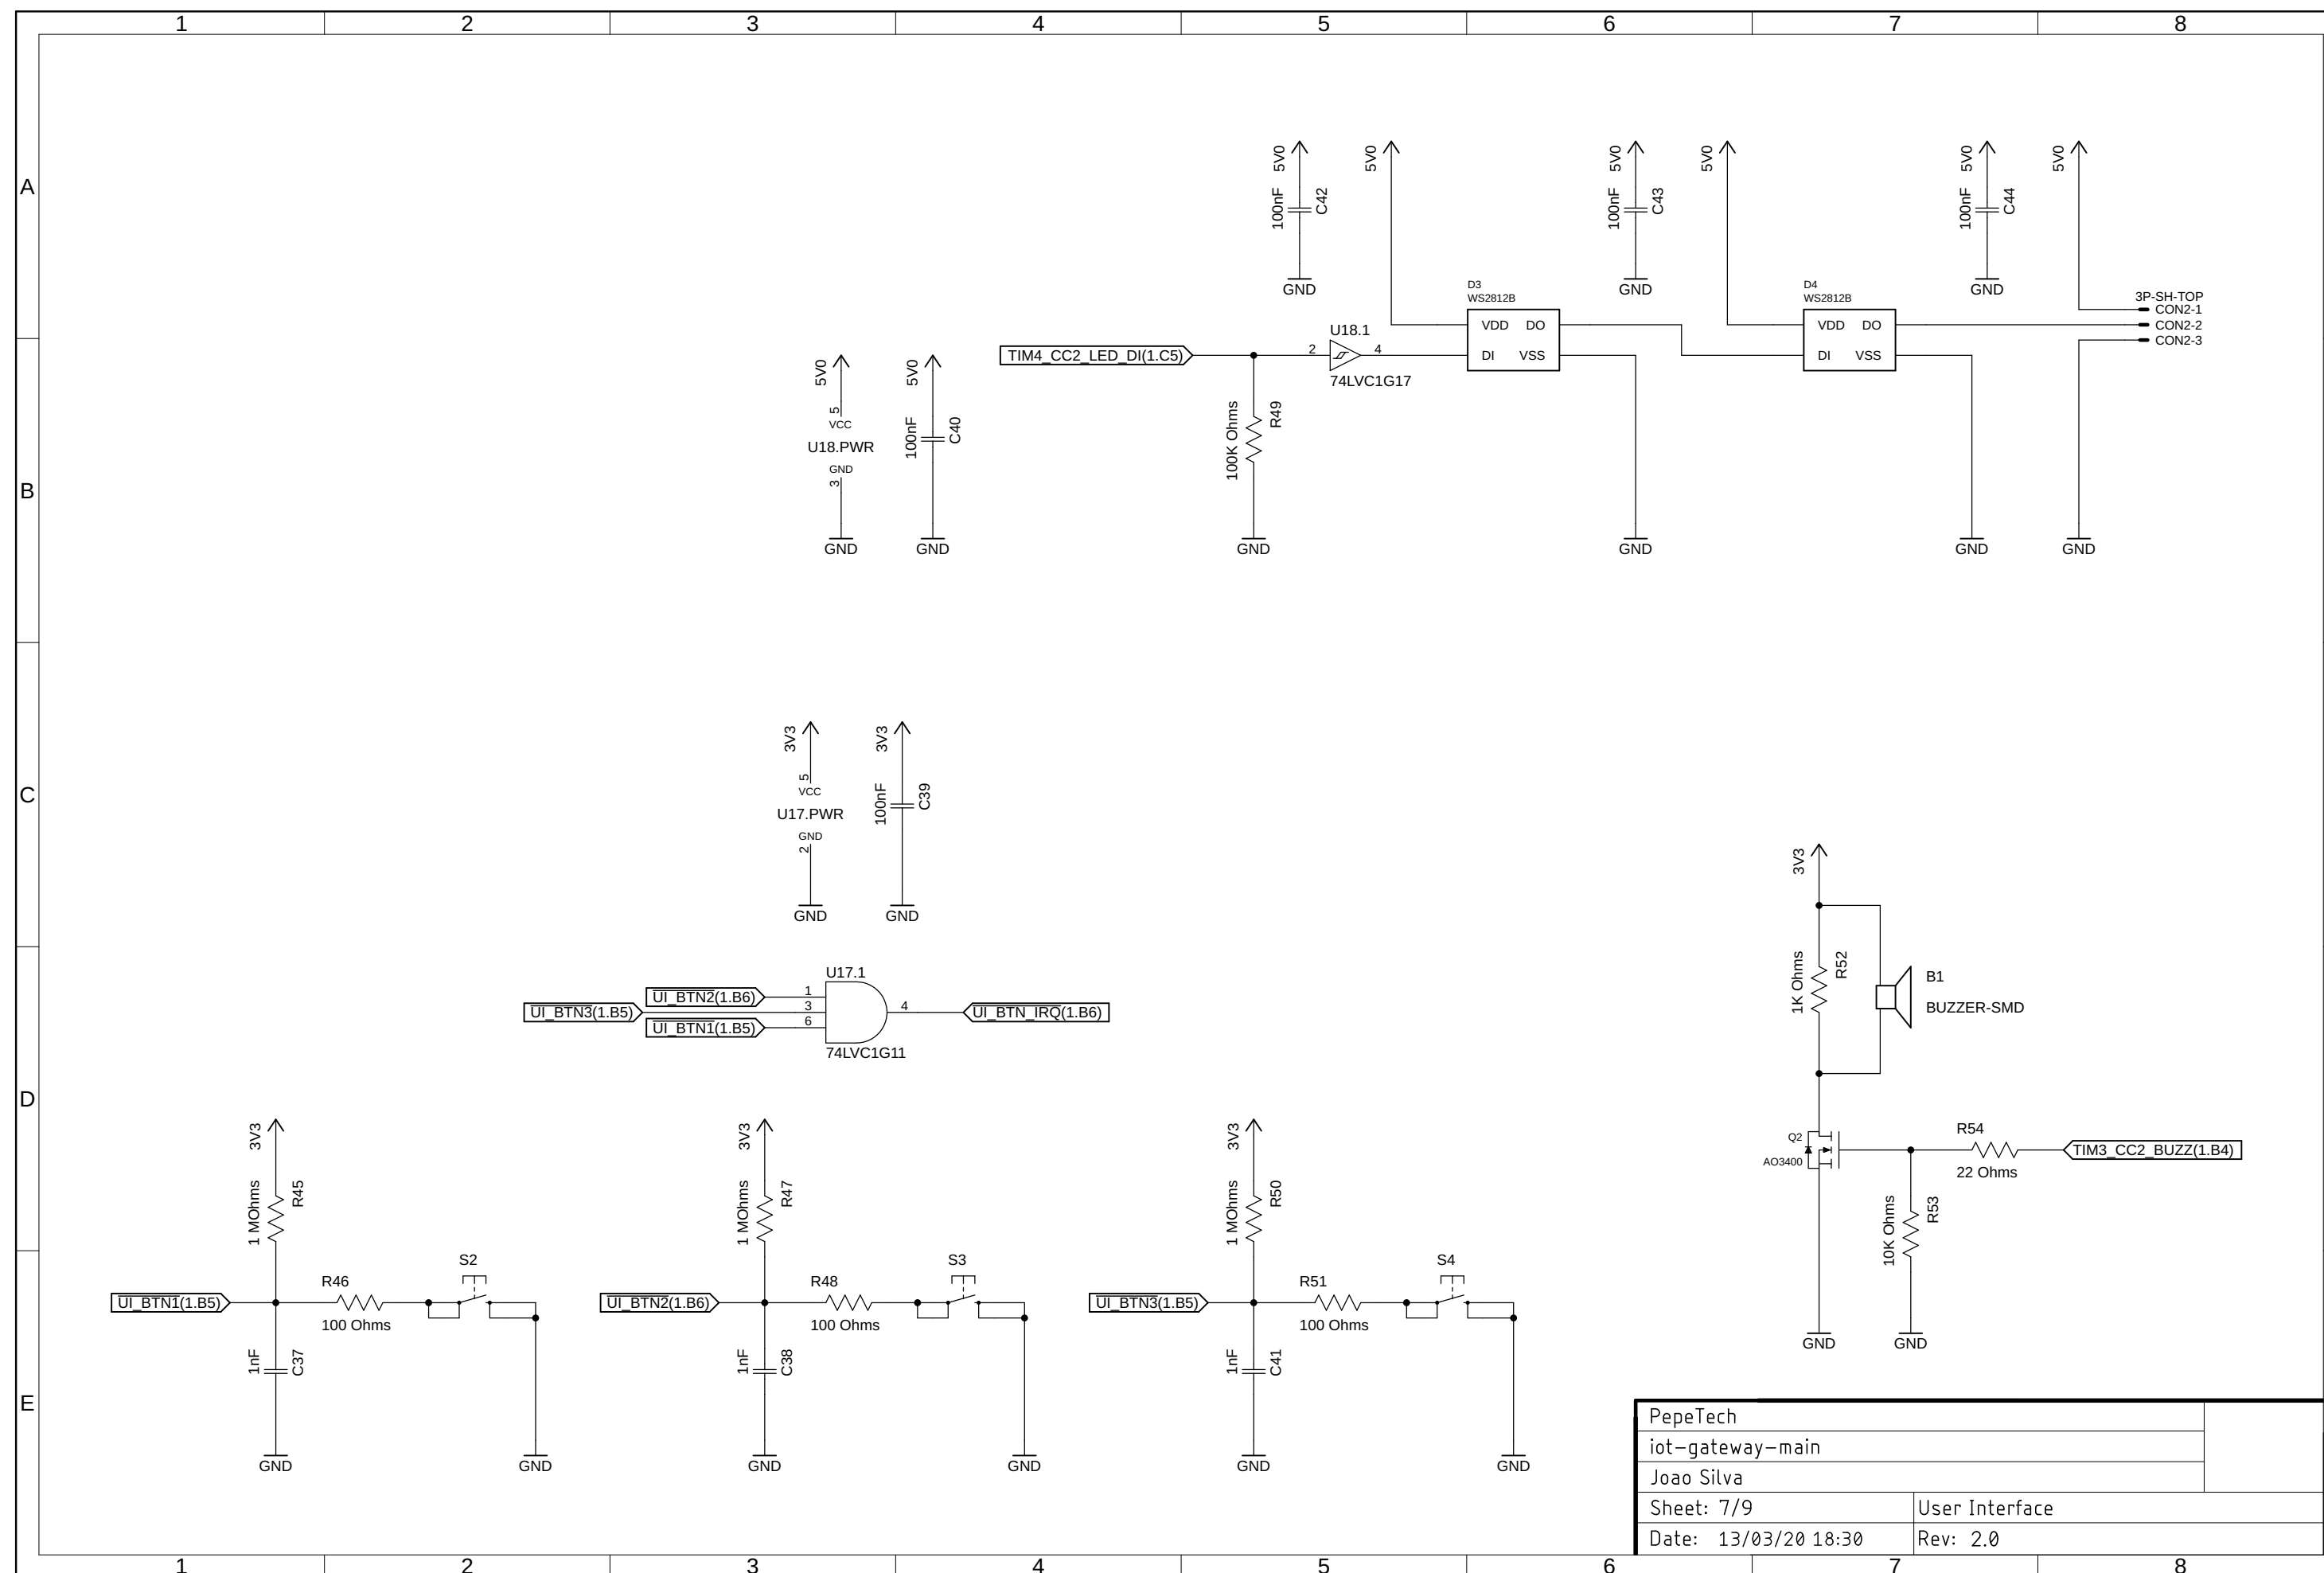 1 2 3 4 5 6 7 8
A
5V0
100nF
C42
GND
5V0
5V0
100nF
C43
GND
5V0
5V0
100nF
C44
GND
5V0
D3
WS2812B
VDD DO
DI VSS
D4
WS2812B
VDD DO
DI VSS
3P-SH-TOP
CON2-1
CON2-2
CON2-3
TIM4_CC2_LED_DI(1.C5)
U18.1
2 4
74LVC1G17
100K Ohms
R49
GND
GND
GND
GND
B
5V0
5
VCC
U18.PWR
GND
3
GND
5V0
100nF
C40
GND
C
3V3
5
VCC
U17.PWR
GND
2
GND
3V3
100nF
C39
GND
D
U17.1
UI_BTN2(1.B6) 1
UI_BTN3(1.B5) 3
UI_BTN1(1.B5) 6
4 UI_BTN_IRQ(1.B6)
74LVC1G11
3V3
1K Ohms
R52
B1
BUZZER-SMD
Q2
AO3400
R54
22 Ohms
TIM3_CC2_BUZZ(1.B4)
10K Ohms
R53
GND
GND
3V3
1 MOhms
R45
UI_BTN1(1.B5)
R46
100 Ohms
S2
1nF
C37
GND
GND
3V3
1 MOhms
R47
UI_BTN2(1.B6)
R48
100 Ohms
S3
1nF
C38
GND
GND
3V3
1 MOhms
R50
UI_BTN3(1.B5)
R51
100 Ohms
S4
1nF
C41
GND
GND
E
PepeTech
iot-gateway-main
Joao Silva
Sheet: 7/9 User Interface
Date: 13/03/20 18:30 Rev: 2.0
1 2 3 4 5 6 7 8